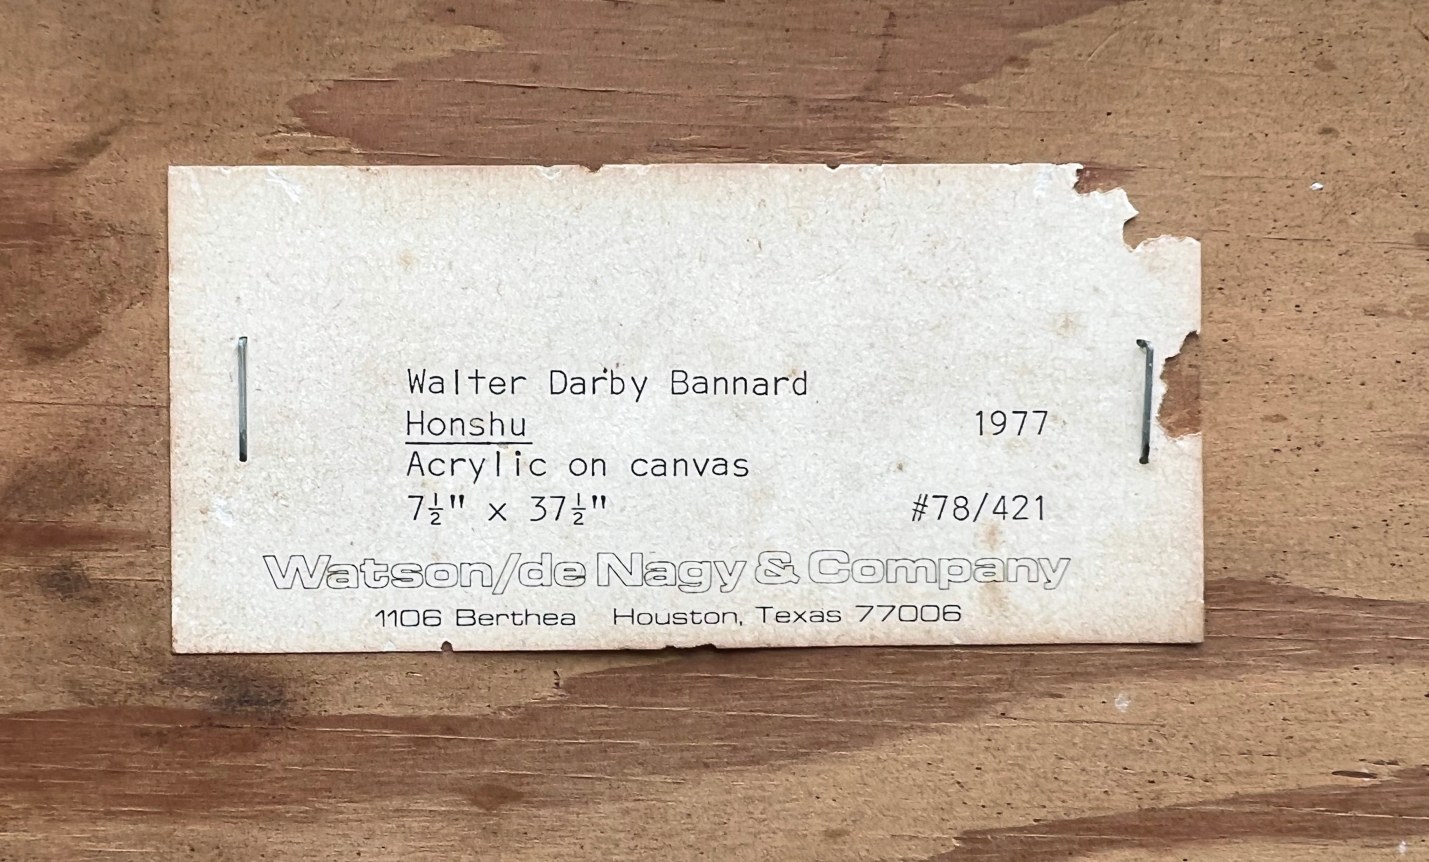 Walter Darby Bannard
Honshu 1977
Acrylic on canvas
7½" x 37½" #78/421
Watson/de Nagy & Company
1106 Berthea Houston, Texas 77006